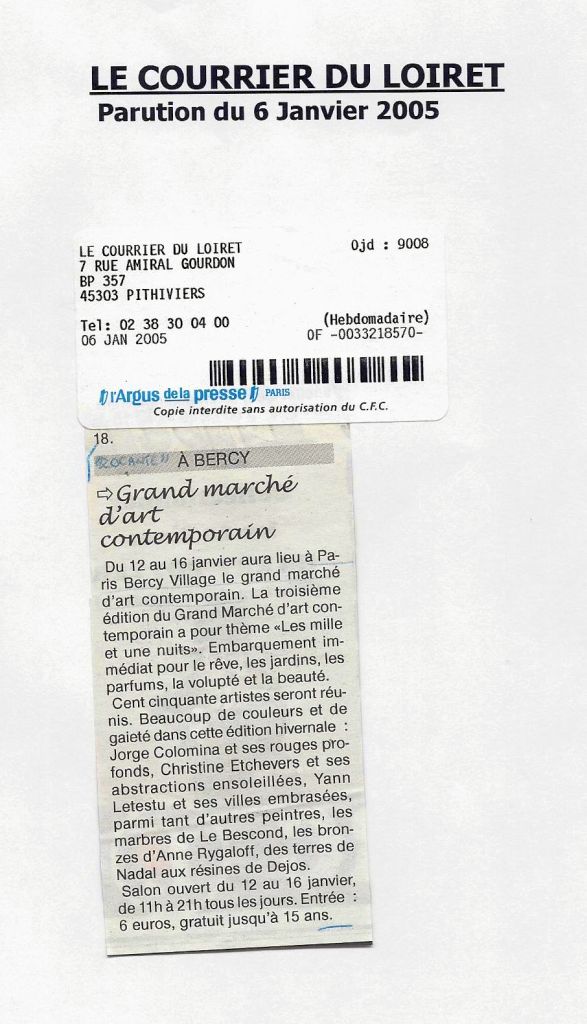 LE COURRIER DU LOIRET
Parution du 6 Janvier 2005
LE COURRIER DU LOIRET Ojd : 9008
7 RUE AMIRAL GOURDON
BP 357
45303 PITHIVIERS
Tel: 02 38 30 04 00 (Hebdomadaire)
06 JAN 2005 OF -0033218570-
l'Argus de la presse PARIS
Copie interdite sans autorisation du C.F.C.
18.
À BERCY
⇨Grand marché
d'art
contemporain
Du 12 au 16 janvier aura lieu à Pa-
ris Bercy Village le grand marché
d'art contemporain. La troisième
édition du Grand Marché d'art con-
temporain a pour thème «Les mille
et une nuits». Embarquement im-
médiat pour le rêve, les jardins, les
parfums, la volupté et la beauté.
Cent cinquante artistes seront réu-
nis. Beaucoup de couleurs et de
gaieté dans cette édition hivernale :
Jorge Colomina et ses rouges pro-
fonds, Christine Etchevers et ses
abstractions ensoleillées, Yann
Letestu et ses villes embrasées,
parmi tant d'autres peintres, les
marbres de Le Bescond, les bron-
zes d'Anne Rygaloff, des terres de
Nadal aux résines de Dejos.
Salon ouvert du 12 au 16 janvier,
de 11h à 21h tous les jours. Entrée :
6 euros, gratuit jusqu'à 15 ans.